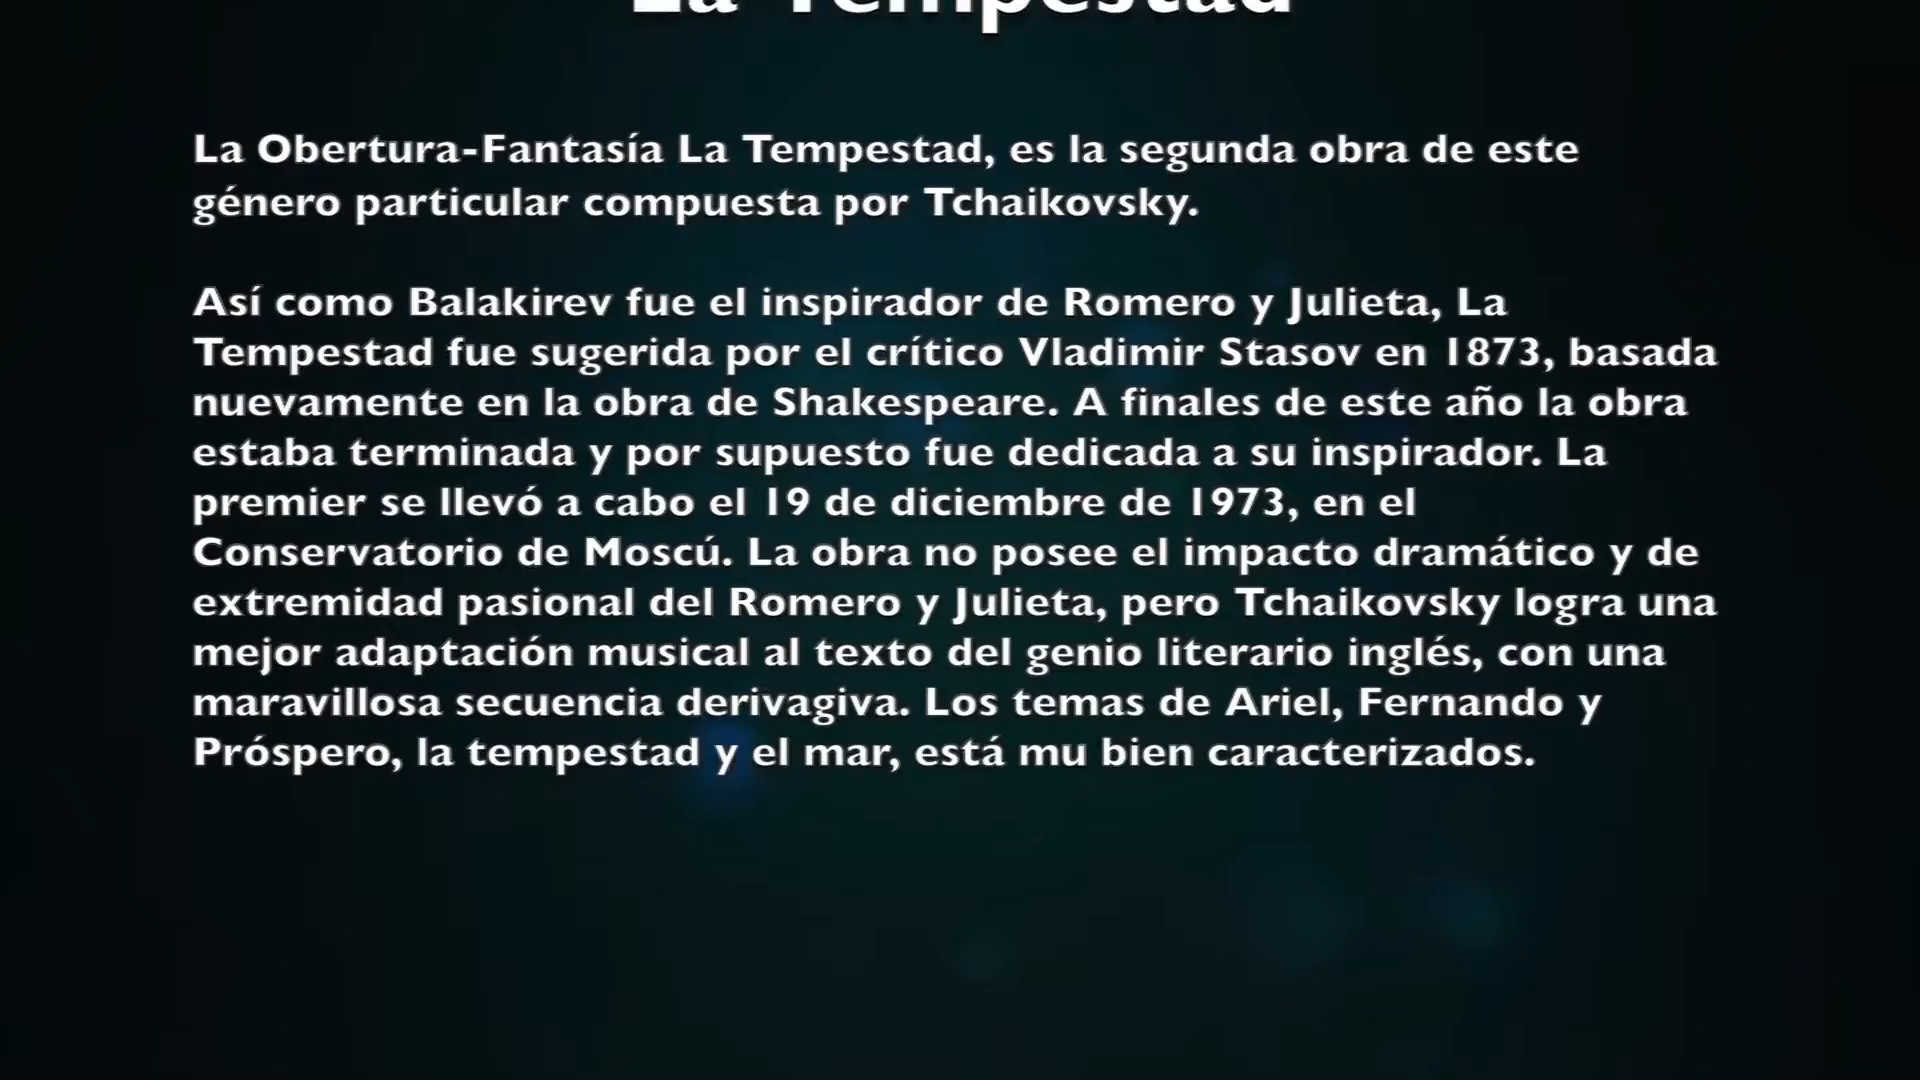 La Tempestad
La Obertura-Fantasía La Tempestad, es la segunda obra de este
género particular compuesta por Tchaikovsky.
Así como Balakirev fue el inspirador de Romero y Julieta, La
Tempestad fue sugerida por el crítico Vladimir Stasov en 1873, basada
nuevamente en la obra de Shakespeare. A finales de este año la obra
estaba terminada y por supuesto fue dedicada a su inspirador. La
premier se llevó a cabo el 19 de diciembre de 1973, en el
Conservatorio de Moscú. La obra no posee el impacto dramático y de
extremidad pasional del Romero y Julieta, pero Tchaikovsky logra una
mejor adaptación musical al texto del genio literario inglés, con una
maravillosa secuencia derivagiva. Los temas de Ariel, Fernando y
Próspero, la tempestad y el mar, está mu bien caracterizados.